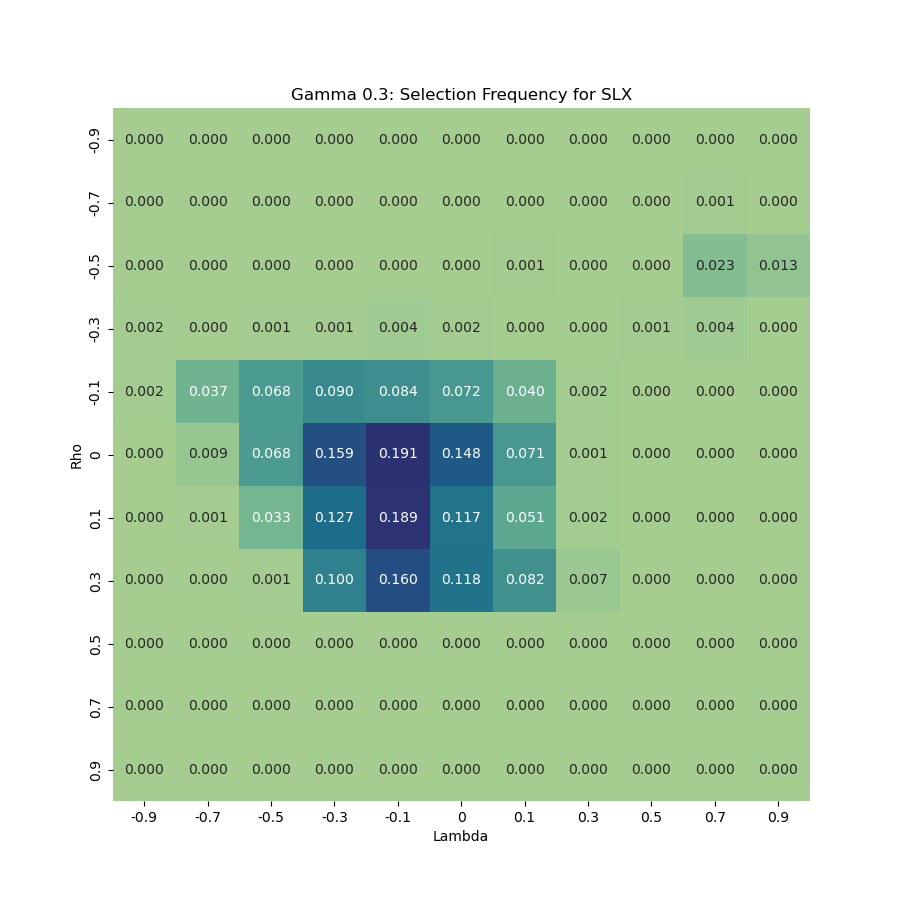 Gamma 0.3: Selection Frequency for SLX
-0.9 0.000 0.000 0.000 0.000 0.000 0.000 0.000 0.000 0.000 0.000 0.000
-0.7 0.000 0.000 0.000 0.000 0.000 0.000 0.000 0.000 0.000 0.001 0.000
-0.5 0.000 0.000 0.000 0.000 0.000 0.000 0.001 0.000 0.000 0.023 0.013
-0.3 0.002 0.000 0.001 0.001 0.004 0.002 0.000 0.000 0.001 0.004 0.000
-0.1 0.002 0.037 0.068 0.090 0.084 0.072 0.040 0.002 0.000 0.000 0.000
Rho
0 0.000 0.009 0.068 0.159 0.191 0.148 0.071 0.001 0.000 0.000 0.000
0.1 0.000 0.001 0.033 0.127 0.189 0.117 0.051 0.002 0.000 0.000 0.000
0.3 0.000 0.000 0.001 0.100 0.160 0.118 0.082 0.007 0.000 0.000 0.000
0.5 0.000 0.000 0.000 0.000 0.000 0.000 0.000 0.000 0.000 0.000 0.000
0.7 0.000 0.000 0.000 0.000 0.000 0.000 0.000 0.000 0.000 0.000 0.000
0.9 0.000 0.000 0.000 0.000 0.000 0.000 0.000 0.000 0.000 0.000 0.000
-0.9 -0.7 -0.5 -0.3 -0.1 0 0.1 0.3 0.5 0.7 0.9
Lambda